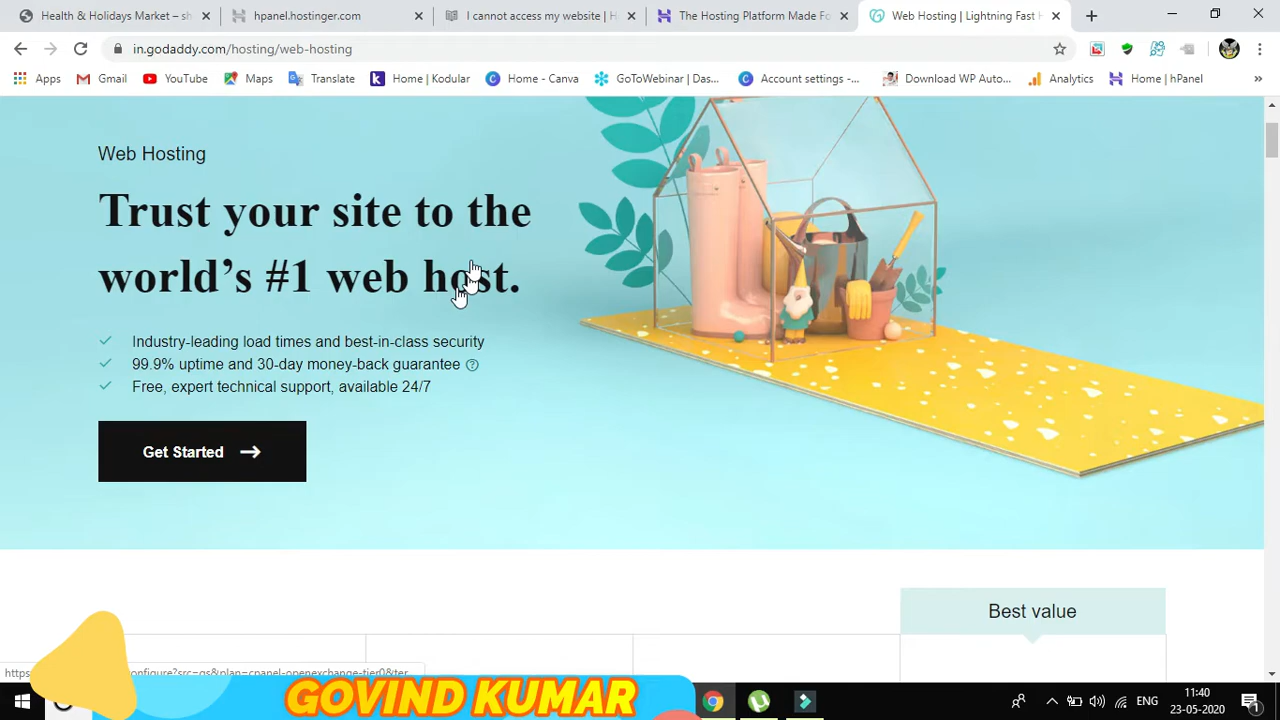 Health & Holidays Market – sh
hpanel.hostinger.com
I cannot access my website | H
The Hosting Platform Made Fo
Web Hosting | Lightning Fast H
in.godaddy.com/hosting/web-hosting
Apps
Gmail
YouTube
Maps
Translate
Home | Kodular
Home - Canva
GoToWebinar | Das...
Account settings -...
Download WP Auto...
Analytics
Home | hPanel
Web Hosting
Trust your site to the
world’s #1 web host.
Industry-leading load times and best-in-class security
99.9% uptime and 30-day money-back guarantee
Free, expert technical support, available 24/7
Get Started
Best value
GOVIND KUMAR
ENG
11:40
23-05-2020